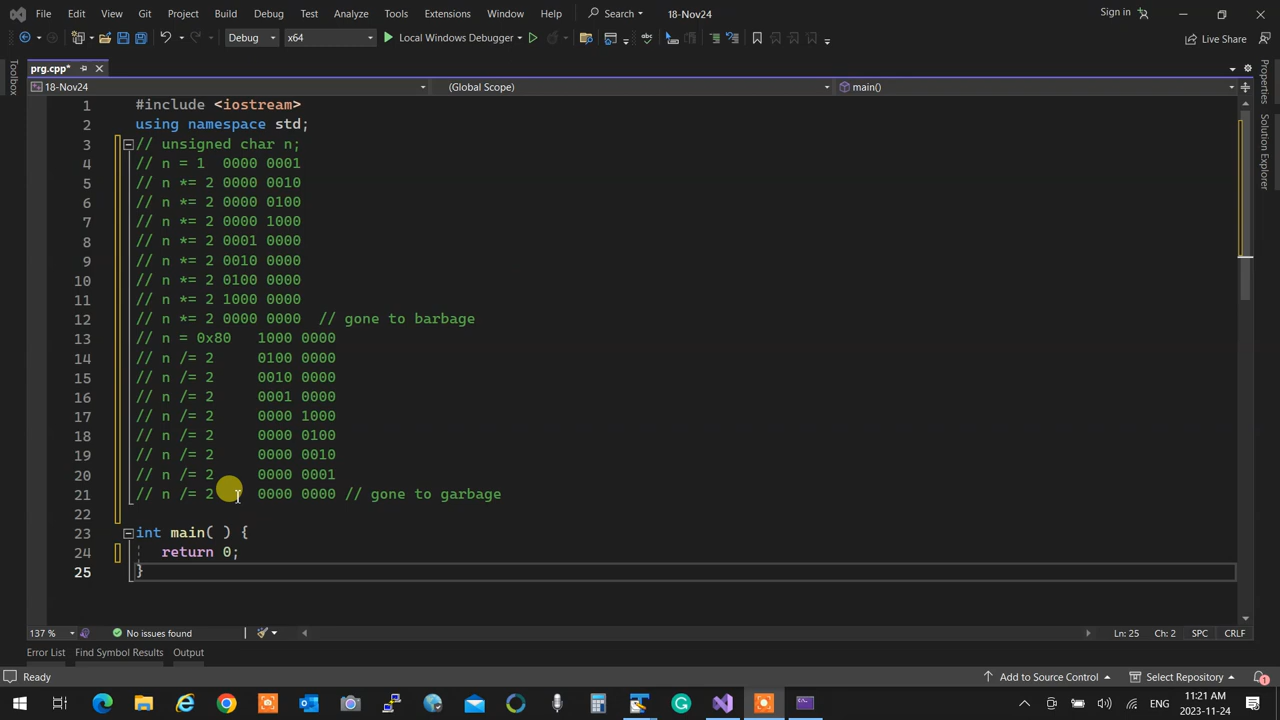 File Edit View Git Project Build Debug Test Analyze Tools Extensions Window Help Search 18-Nov24 Sign in
Debug x64 Local Windows Debugger Live Share
prg.cpp*
18-Nov24 (Global Scope) main()
Toolbox
Properties
Solution Explorer
1 #include <iostream>
2 using namespace std;
3 // unsigned char n;
4 // n = 1  0000 0001
5 // n *= 2 0000 0010
6 // n *= 2 0000 0100
7 // n *= 2 0000 1000
8 // n *= 2 0001 0000
9 // n *= 2 0010 0000
10 // n *= 2 0100 0000
11 // n *= 2 1000 0000
12 // n *= 2 0000 0000  // gone to barbage
13 // n = 0x80   1000 0000
14 // n /= 2     0100 0000
15 // n /= 2     0010 0000
16 // n /= 2     0001 0000
17 // n /= 2     0000 1000
18 // n /= 2     0000 0100
19 // n /= 2     0000 0010
20 // n /= 2     0000 0001
21 // n /= 2     0000 0000 // gone to garbage
22
23 int main( ) {
24 return 0;
25 }
137 % No issues found Ln: 25 Ch: 2 SPC CRLF
Error List Find Symbol Results Output
Ready Add to Source Control Select Repository 1
ENG 11:21 AM
2023-11-24